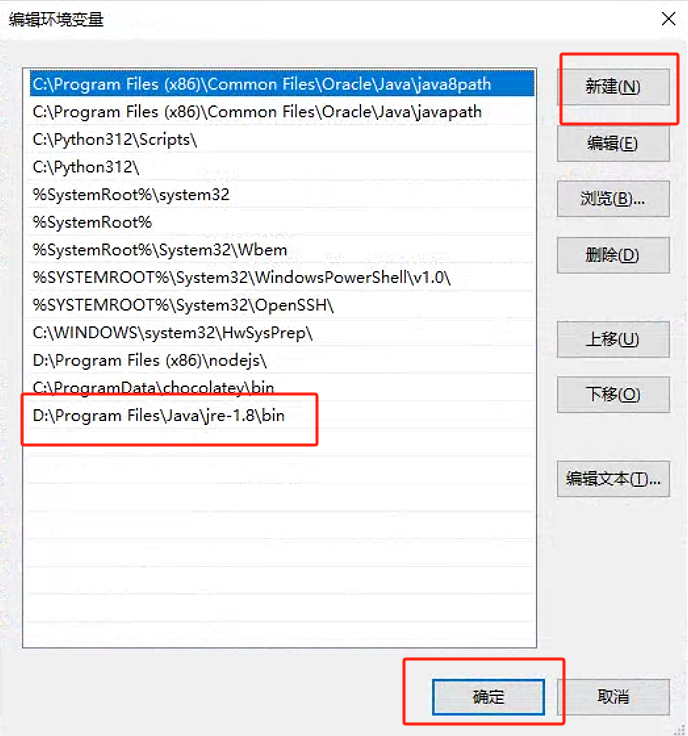 编辑环境变量
C:\Program Files (x86)\Common Files\Oracle\Java\java8path
新建(N)
C:\Program Files (x86)\Common Files\Oracle\Java\javapath
C:\Python312\Scripts\
编辑(E)
C:\Python312\
%SystemRoot%\system32
浏览(B)...
%SystemRoot%
%SystemRoot%\System32\Wbem
删除(D)
%SYSTEMROOT%\System32\WindowsPowerShell\v1.0\
%SYSTEMROOT%\System32\OpenSSH\
C:\WINDOWS\system32\HwSysPrep\
上移(U)
D:\Program Files (x86)\nodejs\
C:\ProgramData\chocolatey\bin
下移(O)
D:\Program Files\Java\jre-1.8\bin
编辑文本(T)...
确定
取消